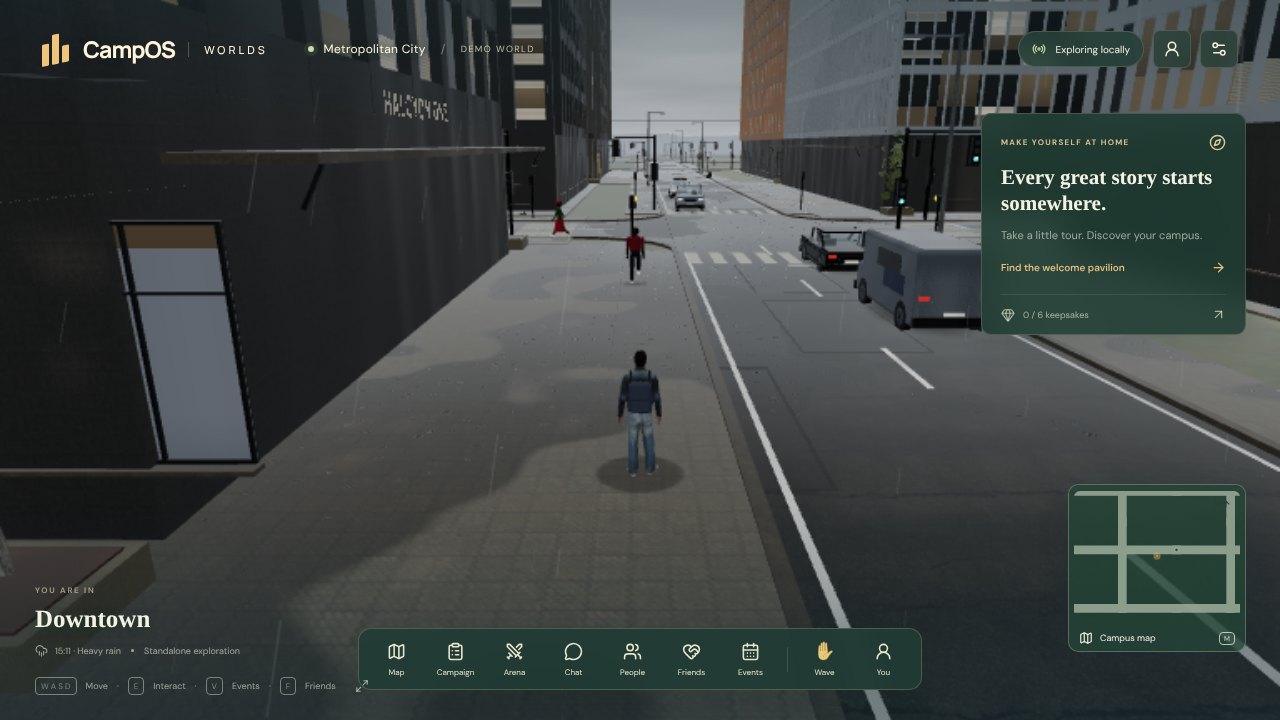 CampOS
WORLDS
Metropolitan City / DEMO WORLD
Exploring locally
MAKE YOURSELF AT HOME
Every great story starts
somewhere.
Take a little tour. Discover your campus.
Find the welcome pavilion
0 / 6 keepsakes
YOU ARE IN
Downtown
15:11 · Heavy rain • Standalone exploration
WASD Move · E Interact · V Events · F Friends
Map
Campaign
Arena
Chat
People
Friends
Events
Wave
You
Campus map
M